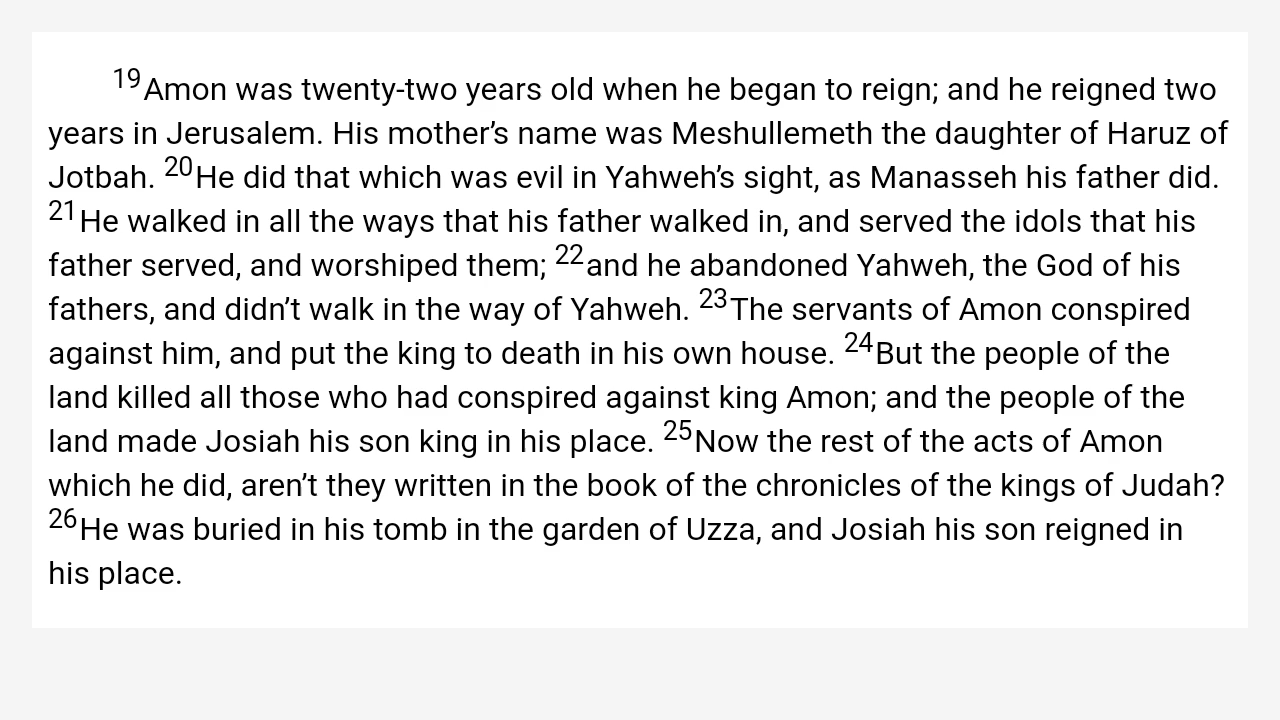 19Amon was twenty-two years old when he began to reign; and he reigned two
years in Jerusalem. His mother’s name was Meshullemeth the daughter of Haruz of
Jotbah. 20He did that which was evil in Yahweh’s sight, as Manasseh his father did.
21He walked in all the ways that his father walked in, and served the idols that his
father served, and worshiped them; 22and he abandoned Yahweh, the God of his
fathers, and didn’t walk in the way of Yahweh. 23The servants of Amon conspired
against him, and put the king to death in his own house. 24But the people of the
land killed all those who had conspired against king Amon; and the people of the
land made Josiah his son king in his place. 25Now the rest of the acts of Amon
which he did, aren’t they written in the book of the chronicles of the kings of Judah?
26He was buried in his tomb in the garden of Uzza, and Josiah his son reigned in
his place.